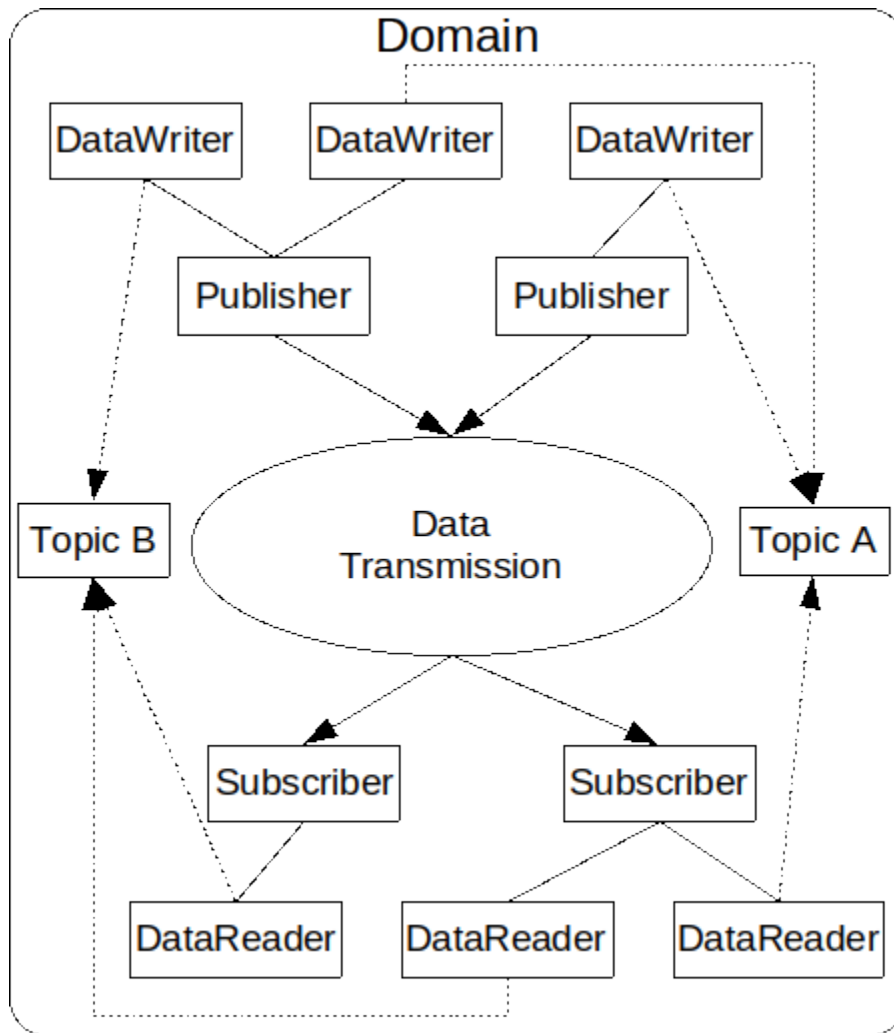 Domain
DataWriter
DataWriter
DataWriter
Publisher
Publisher
Topic B
Data
Transmission
Topic A
Subscriber
Subscriber
DataReader
DataReader
DataReader